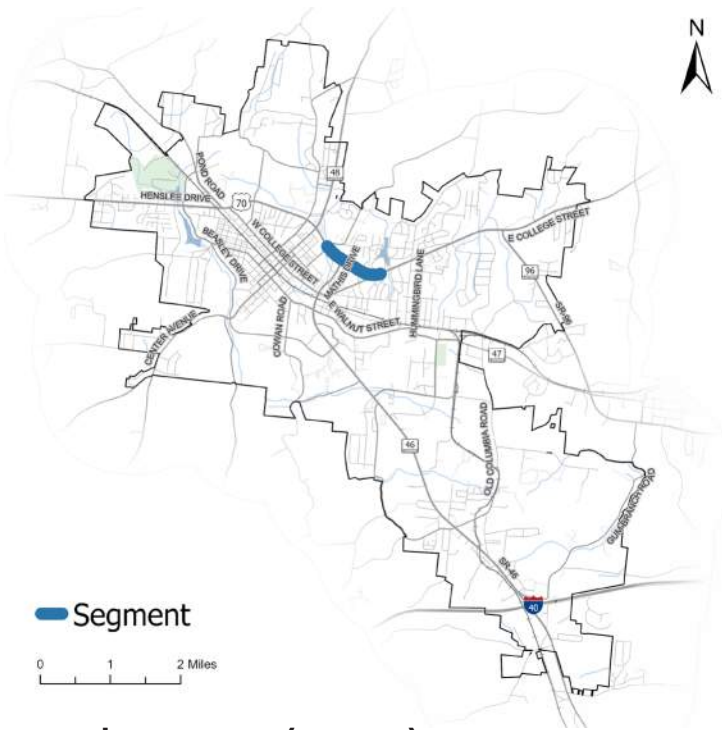 N
48
POND ROAD
HENSLEE DRIVE
70
W COLLEGE STREET
BEASLEY DRIVE
E COLLEGE STREET
MATHIS DRIVE
HUMMINGBIRD LANE
96
SR-96
E WALNUT STREET
COWAN ROAD
CENTER AVENUE
47
46
OLD COLUMBIA ROAD
GUMBRANCH ROAD
SR-46
40
Segment
0 1 2 Miles